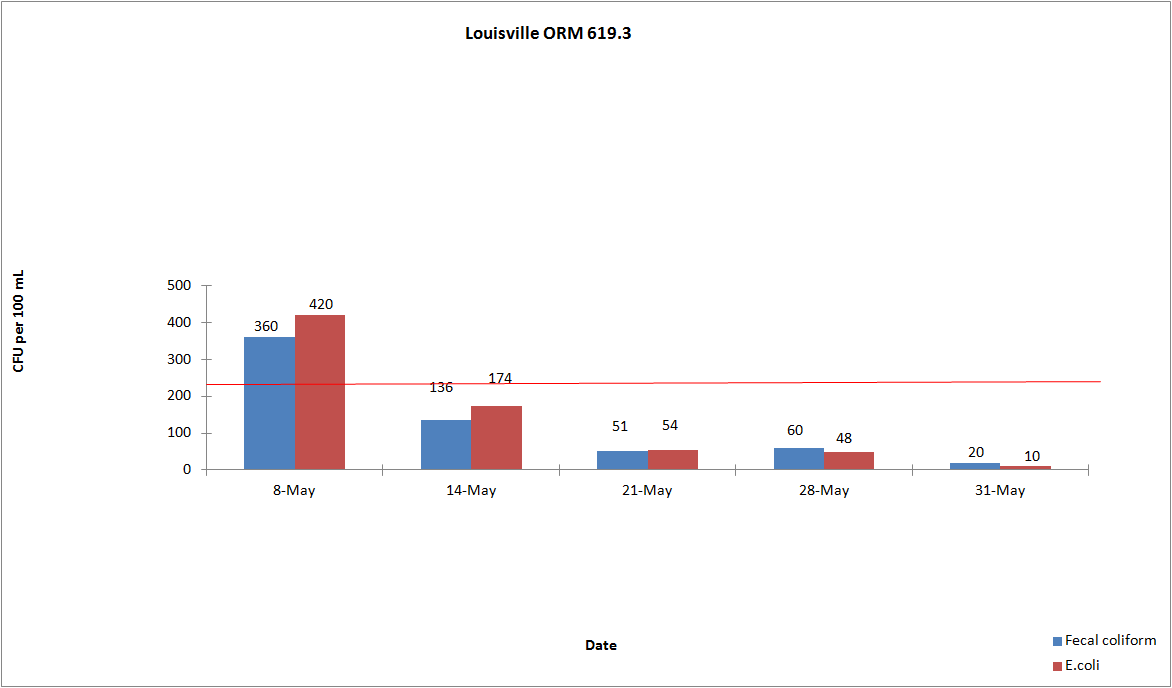 Louisville ORM 619.3
CFU per 100 mL
500
400
300
200
100
0
360
420
136
174
51
54
60
48
20
10
8-May
14-May
21-May
28-May
31-May
Date
Fecal coliform
E.coli